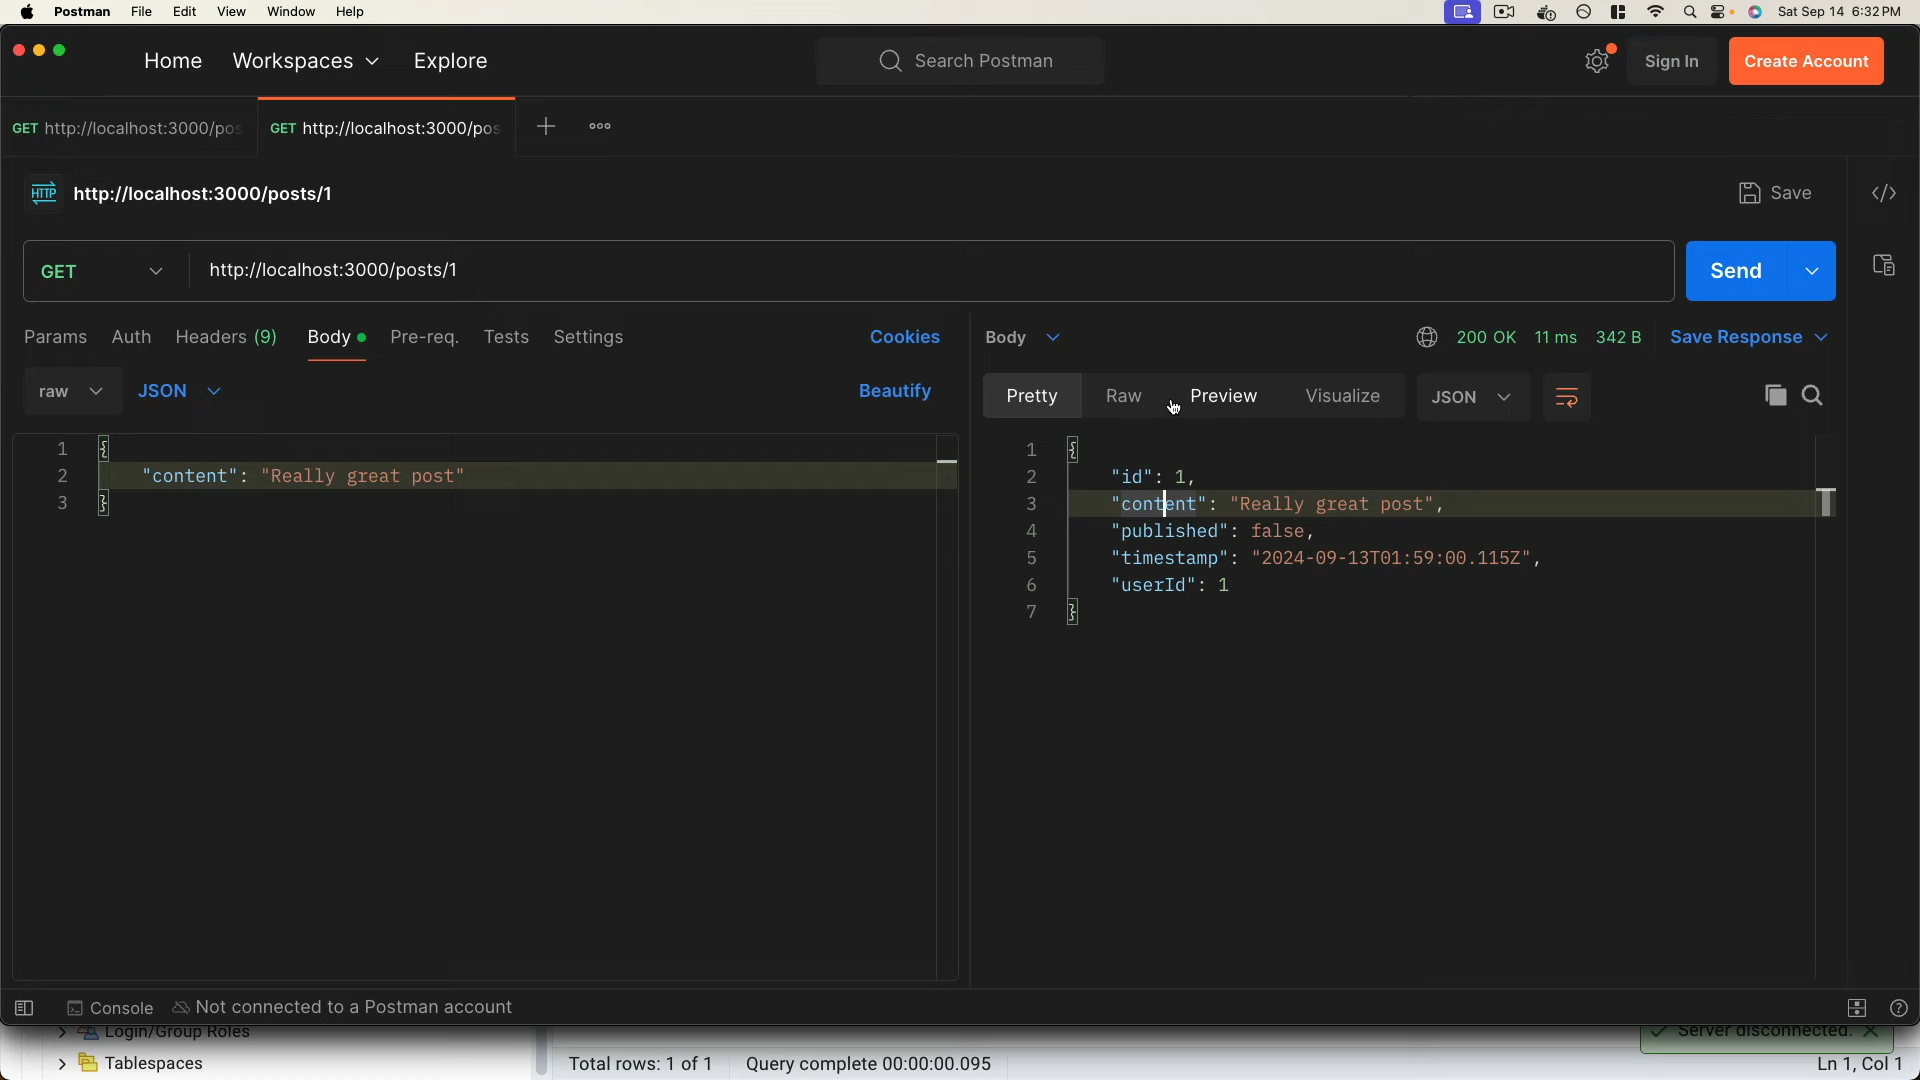 Postman File Edit View Window Help Sat Sep 14 6:32 PM
Home Workspaces Explore Search Postman Sign In Create Account
GET http://localhost:3000/pos GET http://localhost:3000/pos
HTTP http://localhost:3000/posts/1 Save </>
GET http://localhost:3000/posts/1 Send
Params Auth Headers (9) Body Pre-req. Tests Settings Cookies
raw JSON Beautify
1 {
2 "content": "Really great post"
3 }
Body 200 OK 11 ms 342 B Save Response
Pretty Raw Preview Visualize JSON
1 {
2 "id": 1,
3 "content": "Really great post",
4 "published": false,
5 "timestamp": "2024-09-13T01:59:00.115Z",
6 "userId": 1
7 }
Console Not connected to a Postman account
Login/Group Roles Server disconnected.
Tablespaces Total rows: 1 of 1 Query complete 00:00:00.095 Ln 1, Col 1